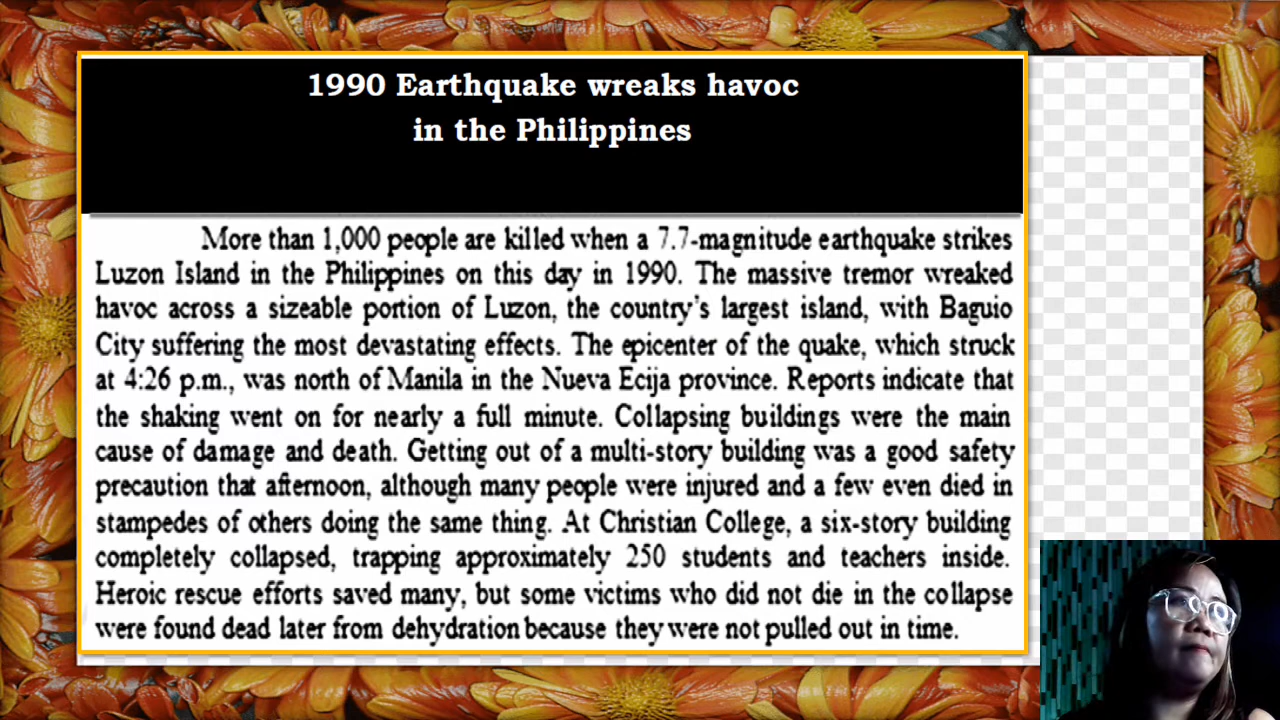 1990 Earthquake wreaks havoc
in the Philippines
More than 1,000 people are killed when a 7.7-magnitude earthquake strikes
Luzon Island in the Philippines on this day in 1990. The massive tremor wreaked
havoc across a sizeable portion of Luzon, the country's largest island, with Baguio
City suffering the most devastating effects. The epicenter of the quake, which struck
at 4:26 p.m., was north of Manila in the Nueva Ecija province. Reports indicate that
the shaking went on for nearly a full minute. Collapsing buildings were the main
cause of damage and death. Getting out of a multi-story building was a good safety
precaution that afternoon, although many people were injured and a few even died in
stampedes of others doing the same thing. At Christian College, a six-story building
completely collapsed, trapping approximately 250 students and teachers inside.
Heroic rescue efforts saved many, but some victims who did not die in the collapse
were found dead later from dehydration because they were not pulled out in time.